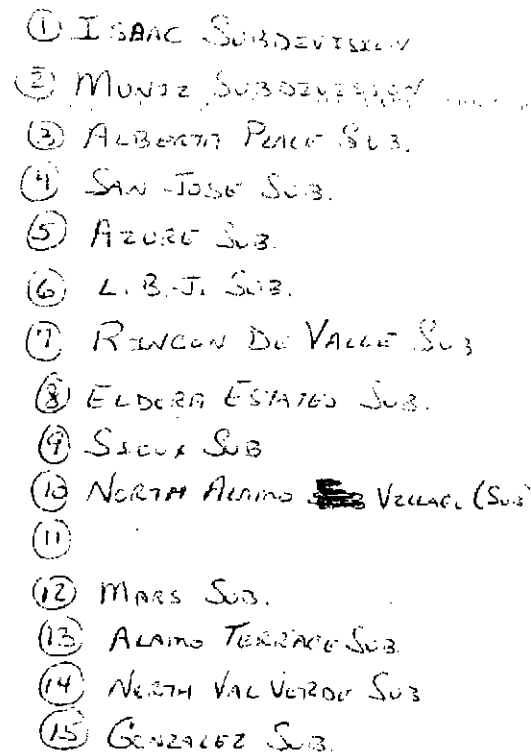 ① ISAAC SUBDIVISION
② MUNIZ SUBDIVISION
③ ALBERTA PLACE SUB.
④ SAN JOSE SUB.
⑤ AZURE SUB.
⑥ L.B.J. SUB.
⑦ RINCON DE VALLE SUB
⑧ ELDORA ESTATES SUB.
⑨ SIOUX SUB
⑩ NORTH ALAMO VILLAGE (SUB)
⑪
⑫ MARS SUB.
⑬ ALAMO TERRACE SUB.
⑭ NORTH VAL VERDE SUB
⑮ GONZALEZ SUB.